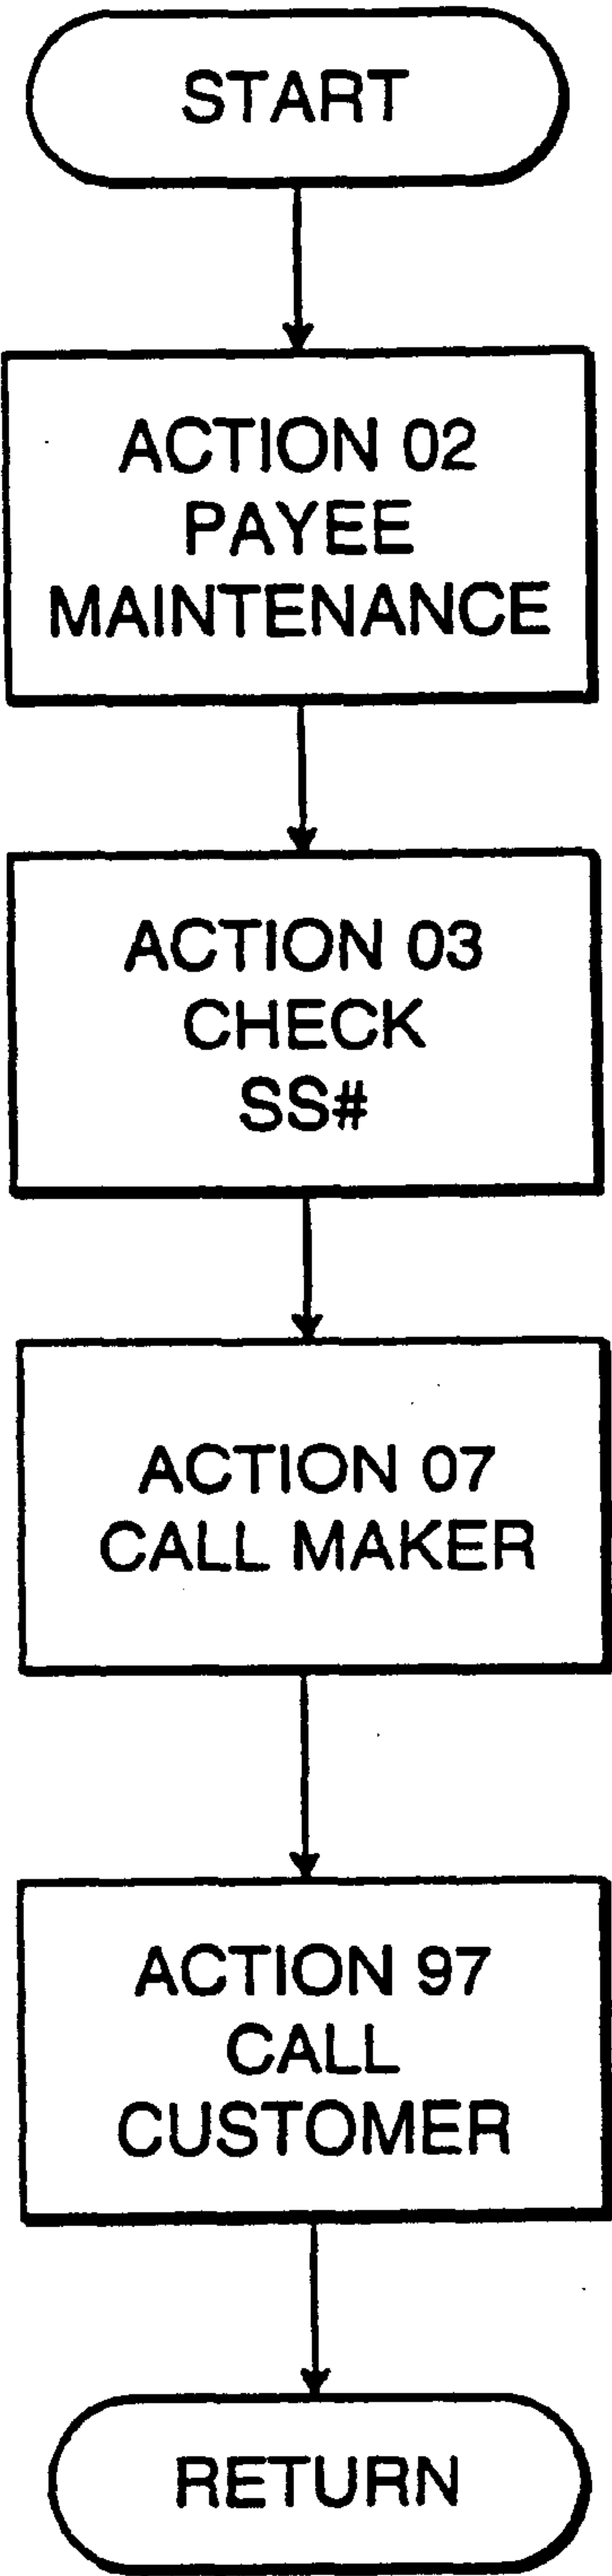 START
ACTION 02
PAYEE
MAINTENANCE
ACTION 03
CHECK
SS#
ACTION 07
CALL MAKER
ACTION 97
CALL
CUSTOMER
RETURN